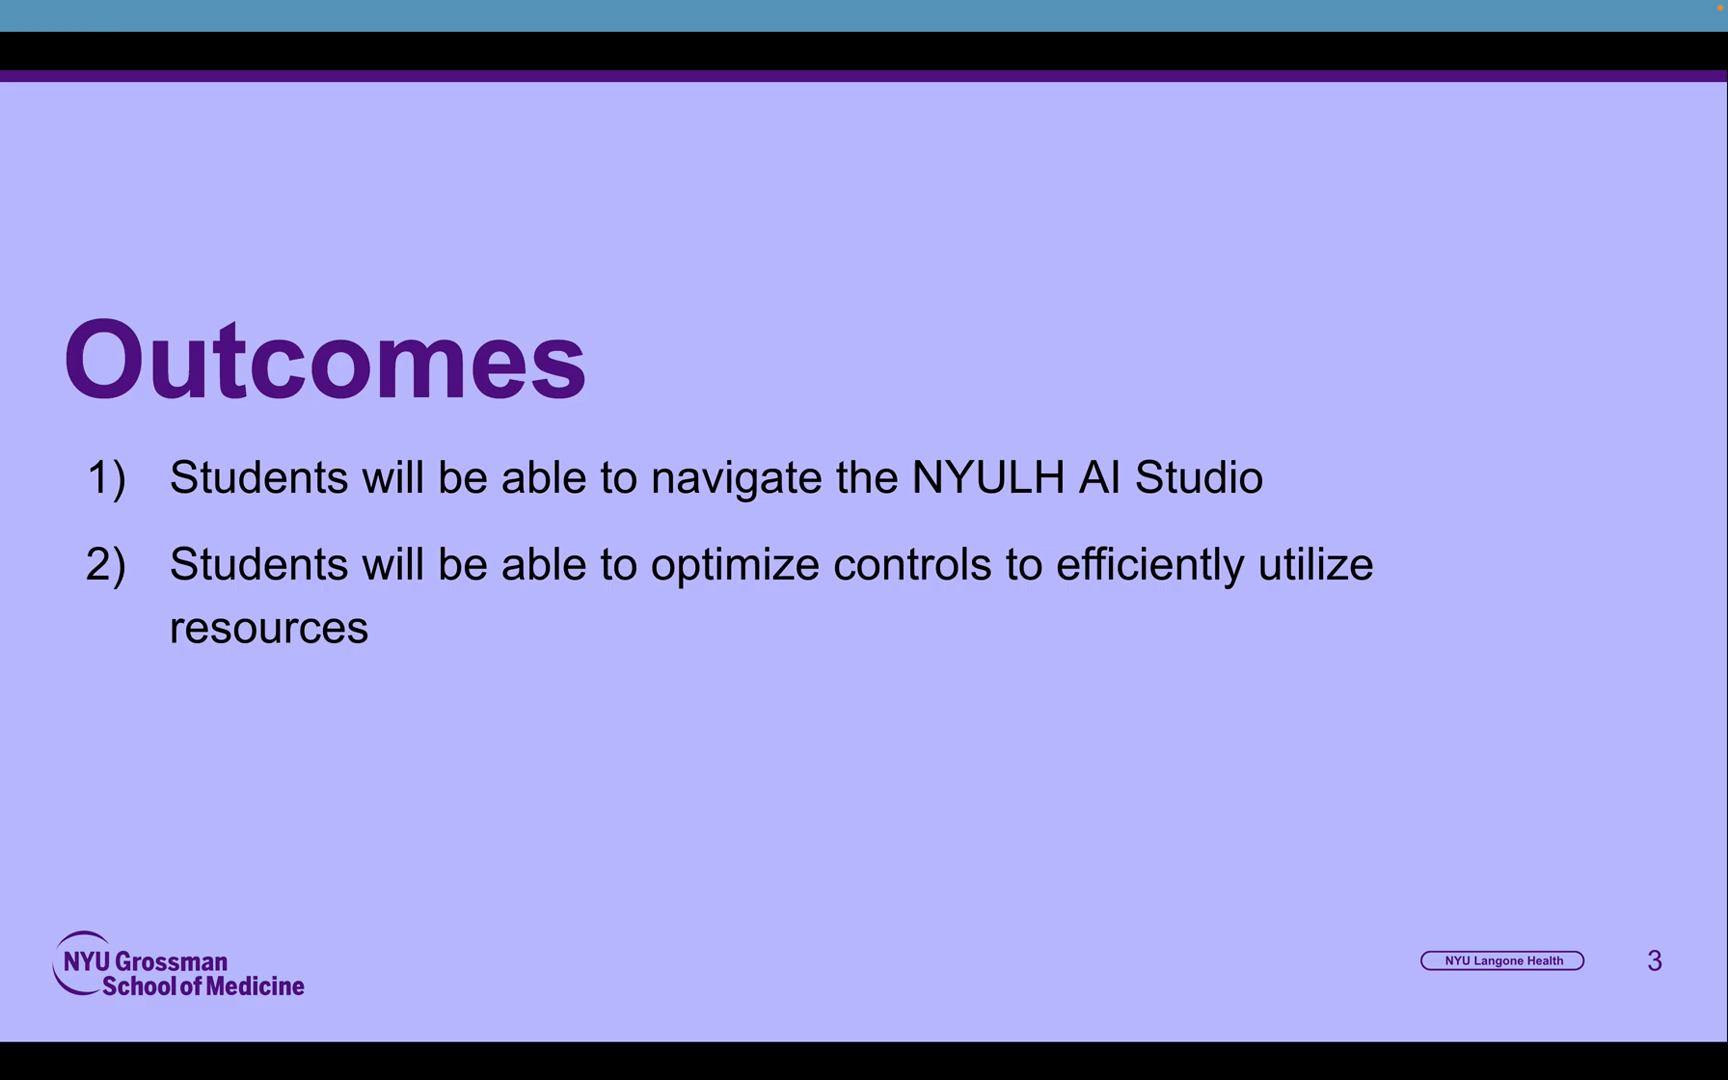 Outcomes
1) Students will be able to navigate the NYULH AI Studio
2) Students will be able to optimize controls to efficiently utilize
resources
NYU Grossman
School of Medicine
NYU Langone Health
3